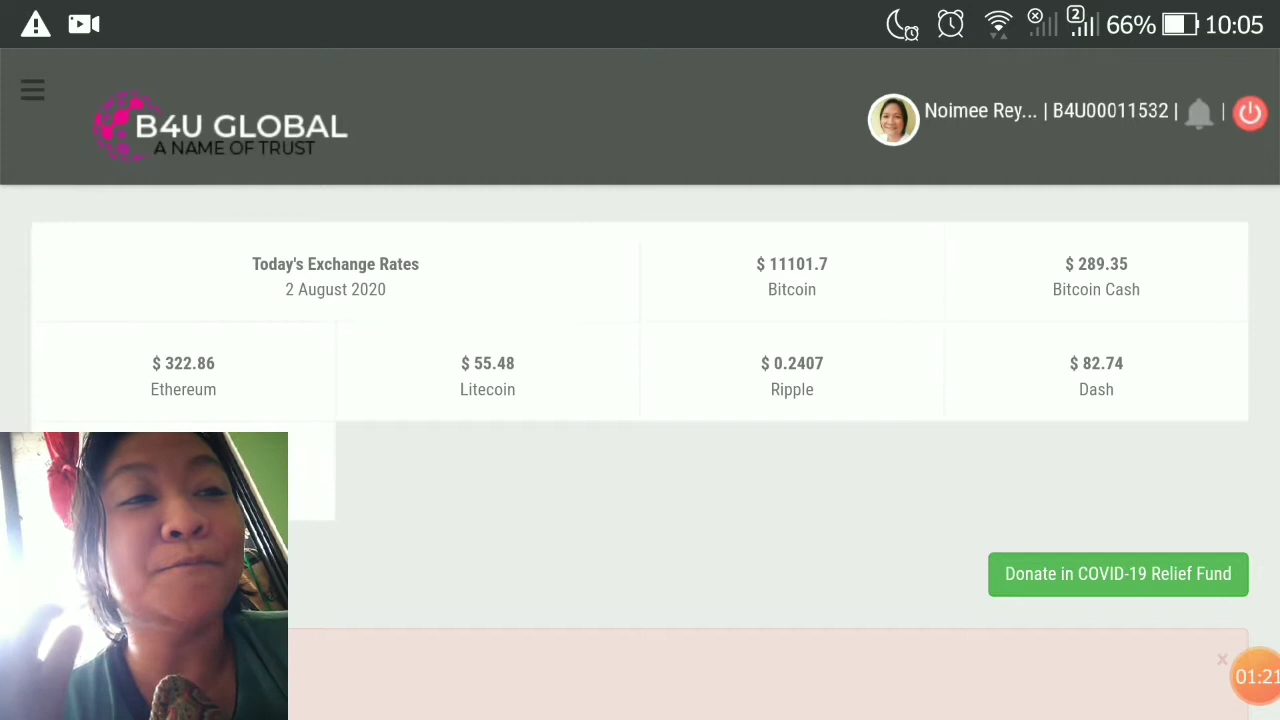 66% 10:05
B4U GLOBAL
A NAME OF TRUST
Noimee Rey... | B4U00011532 | |
Today's Exchange Rates
2 August 2020
$ 11101.7
Bitcoin
$ 289.35
Bitcoin Cash
$ 322.86
Ethereum
$ 55.48
Litecoin
$ 0.2407
Ripple
$ 82.74
Dash
Donate in COVID-19 Relief Fund
×
01:21